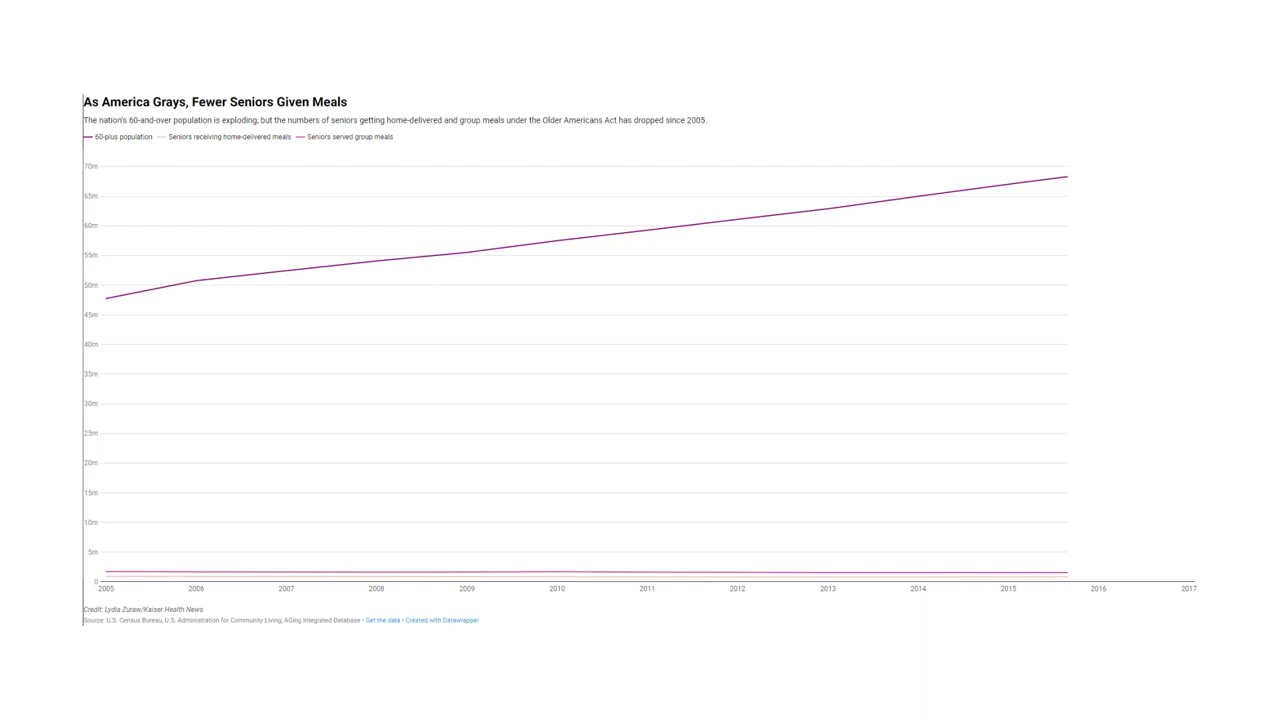 As America Grays, Fewer Seniors Given Meals
The nation's 60-and-over population is exploding, but the numbers of seniors getting home-delivered and group meals under the Older Americans Act has dropped since 2005.
60-plus population Seniors receiving home-delivered meals Seniors served group meals
70m
65m
60m
55m
50m
45m
40m
35m
30m
25m
20m
15m
10m
5m
0
2005 2006 2007 2008 2009 2010 2011 2012 2013 2014 2015 2016 2017
Credit: Lydia Zuraw/Kaiser Health News
Source: U.S. Census Bureau, U.S. Administration for Community Living, AGing Integrated Database • Get the data • Created with Datawrapper